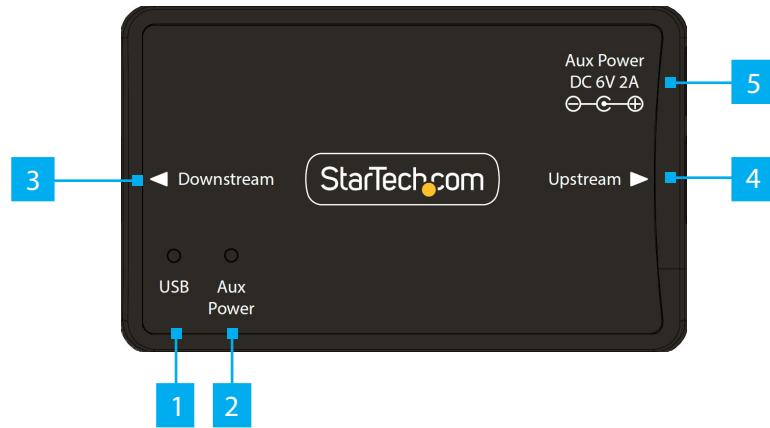 Aux Power
DC 6V 2A
5
3
Downstream
StarTech.com
Upstream
4
USB
Aux
Power
1
2